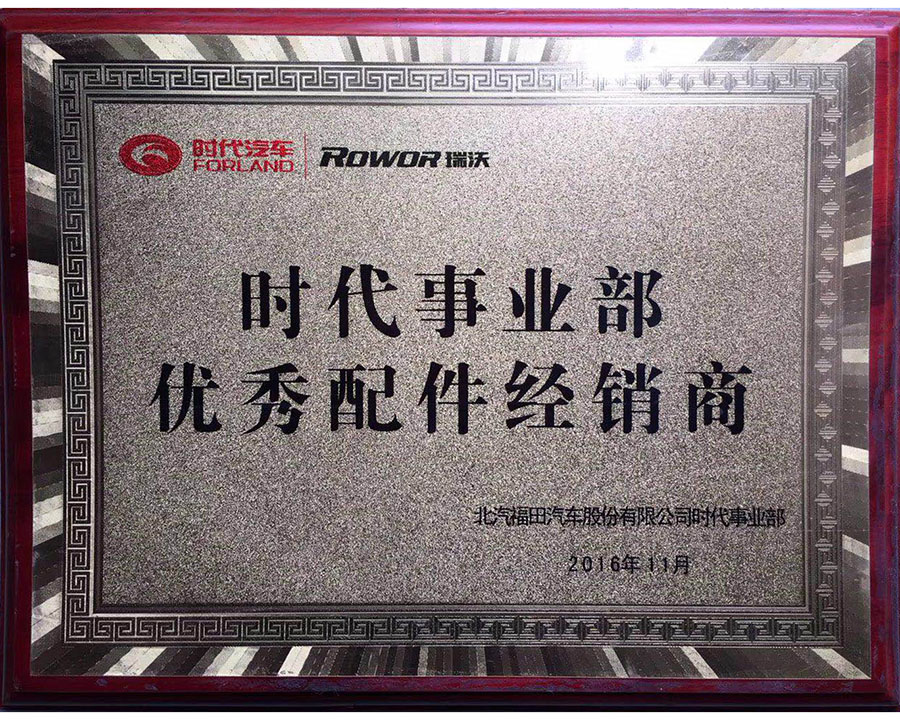 时代汽车 FORLAND ROWOR 瑞沃
时代事业部
优秀配件经销商
北汽福田汽车股份有限公司时代事业部
2016年11月